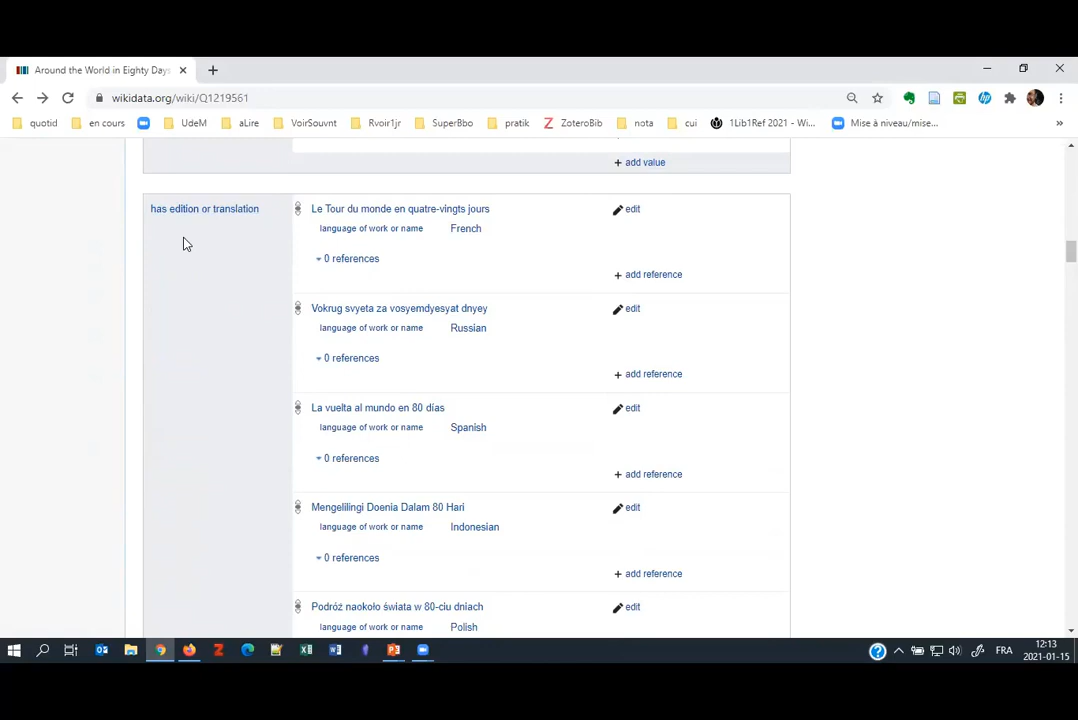 Around the World in Eighty Days
wikidata.org/wiki/Q1219561
quotid en cours UdeM aLire VoirSouvnt Rvoir1jr SuperBbo pratik Z ZoteroBib nota cui 1Lib1Ref 2021 - Wi... Mise à niveau/mise... »
+ add value
has edition or translation Le Tour du monde en quatre-vingts jours edit
language of work or name French
0 references
+ add reference
Vokrug svyeta za vosyemdyesyat dnyey edit
language of work or name Russian
0 references
+ add reference
La vuelta al mundo en 80 días edit
language of work or name Spanish
0 references
+ add reference
Mengelilingi Doenia Dalam 80 Hari edit
language of work or name Indonesian
0 references
+ add reference
Podróż naokoło świata w 80-ciu dniach edit
language of work or name Polish
FRA 12:13
2021-01-15